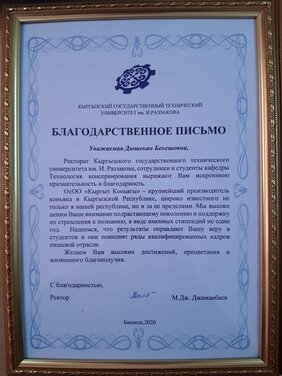 КЫРГЫЗСКИЙ ГОСУДАРСТВЕННЫЙ ТЕХНИЧЕСКИЙ
УНИВЕРСИТЕТ им. И.РАЗЗАКОВА
БЛАГОДАРСТВЕННОЕ ПИСЬМО
Уважаемая Дюшекан Бекешовна,
Ректорат Кыргызского государственного технического
университета им. И. Раззакова, сотрудники и студенты кафедры
Технология консервирования выражают Вам искреннюю
признательность и благодарность.
ОсОО «Кыргыз Коньягы» - крупнейший производитель
коньяка в Кыргызской Республике, широко известного не
только в нашей республике, но и за ее пределами. Мы высоко
ценим Ваше внимание подрастающему поколению и поддержку
их стремления к познанию, в виде именных стипендий не один
год. Надеемся, что результаты оправдают Вашу веру в
студентов и они пополнят ряды квалифицированных кадров
пищевой отрасли.
Желаем Вам высоких достижений, процветания и
жизненного благополучия.
С благодарностью,
Ректор М.Дж. Джаманбаев
Бишкек,2020